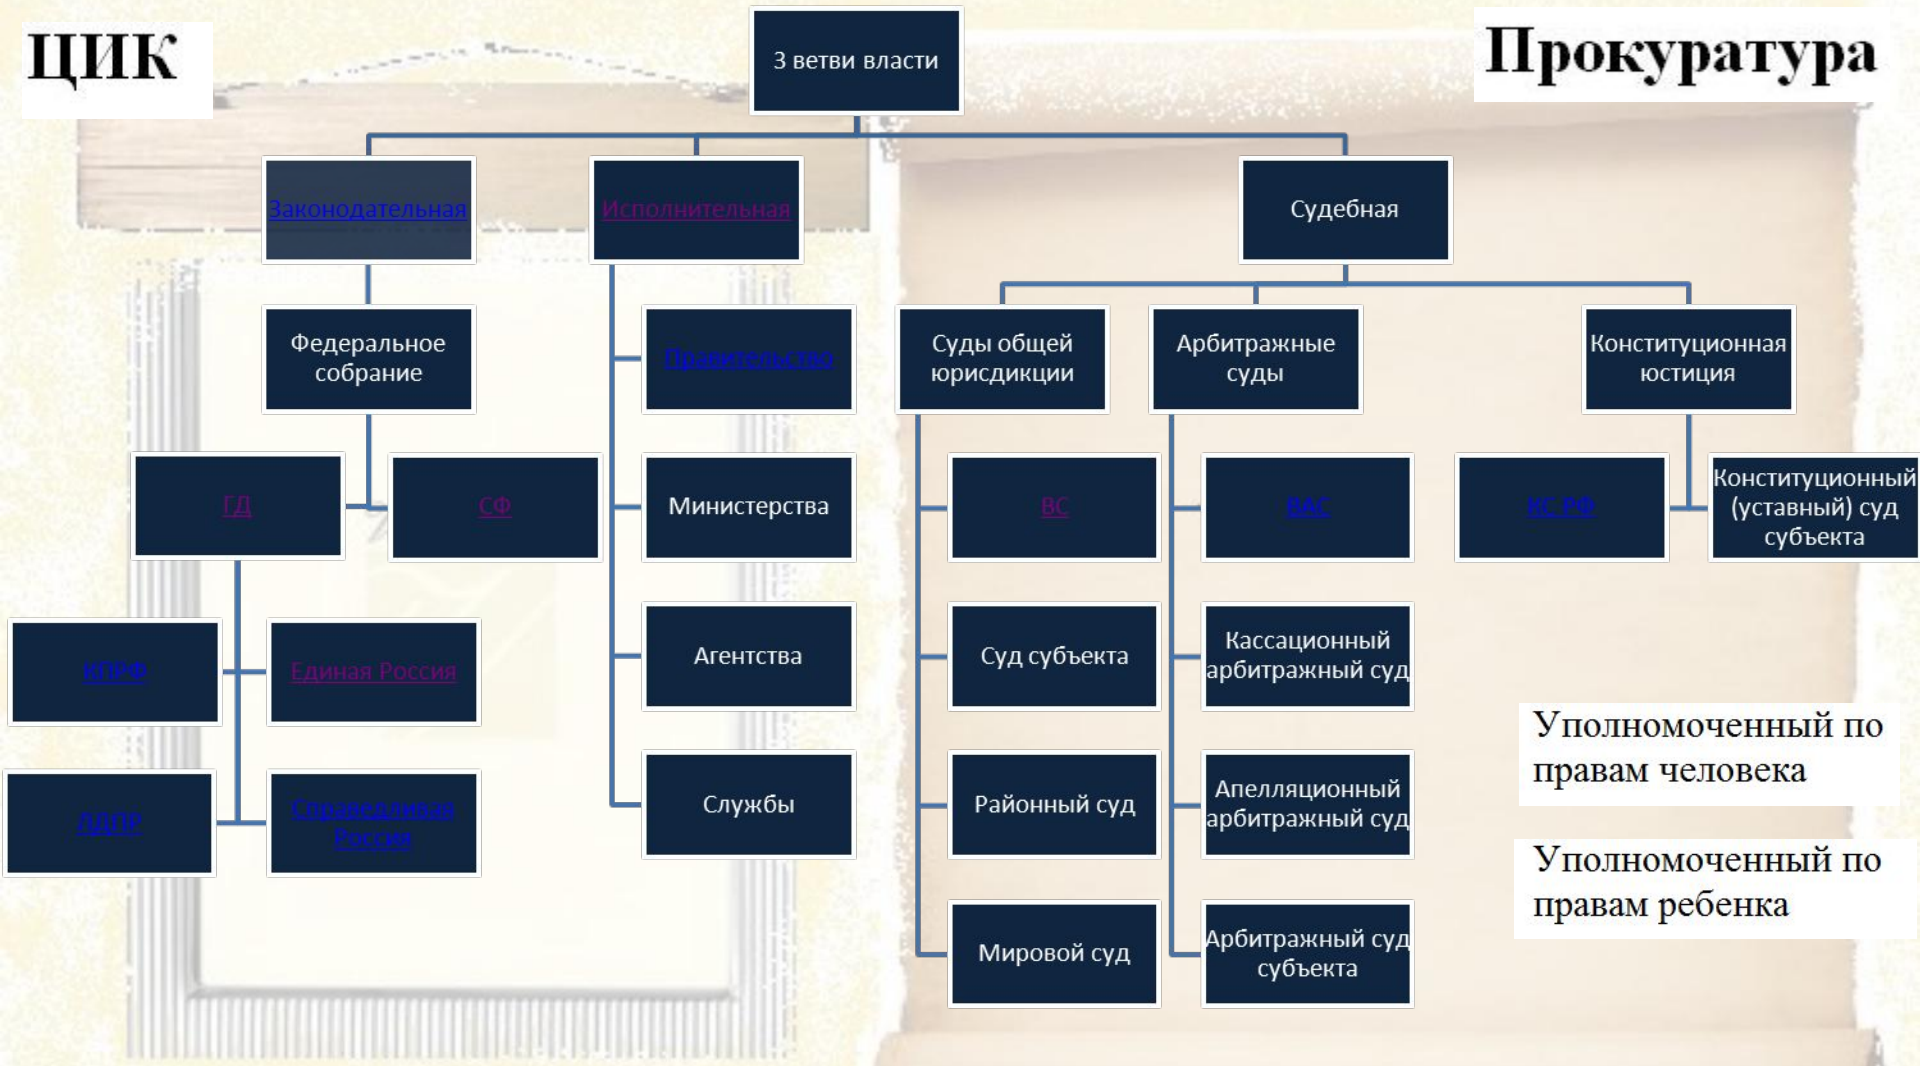 ЦИК
3 ветви власти
Прокуратура
Законодательная
Исполнительная
Судебная
Федеральное
собрание
Правительство
Суды общей
юрисдикции
Арбитражные
суды
Конституционная
юстиция
ГД
СФ
Министерства
ВС
ВАС
КС РФ
Конституционный
(уставный) суд
субъекта
КПРФ
Единая Россия
Агентства
Суд субъекта
Кассационный
арбитражный суд
ЛДПР
Справедливая
Россия
Службы
Районный суд
Апелляционный
арбитражный суд
Мировой суд
Арбитражный суд
субъекта
Уполномоченный по
правам человека
Уполномоченный по
правам ребенка